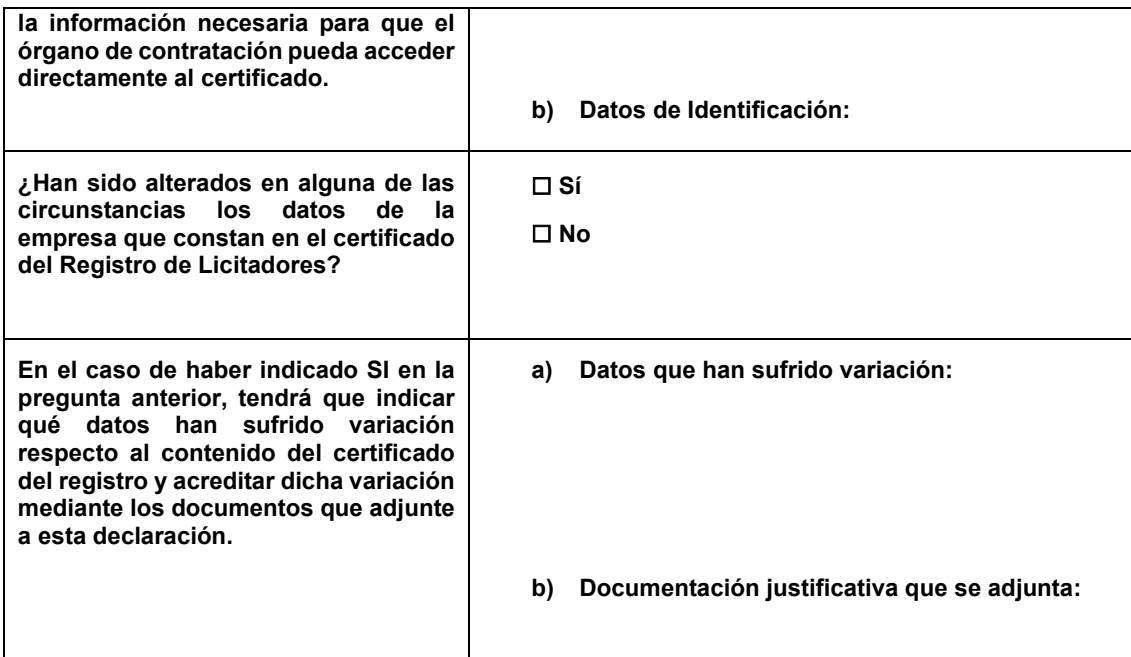 la información necesaria para que el
órgano de contratación pueda acceder
directamente al certificado.
b) Datos de Identificación:
¿Han sido alterados en alguna de las
circunstancias los datos de la
empresa que constan en el certificado
del Registro de Licitadores?
☐ Sí
☐ No
En el caso de haber indicado SI en la
pregunta anterior, tendrá que indicar
qué datos han sufrido variación
respecto al contenido del certificado
del registro y acreditar dicha variación
mediante los documentos que adjunte
a esta declaración.
a) Datos que han sufrido variación:
b) Documentación justificativa que se adjunta: